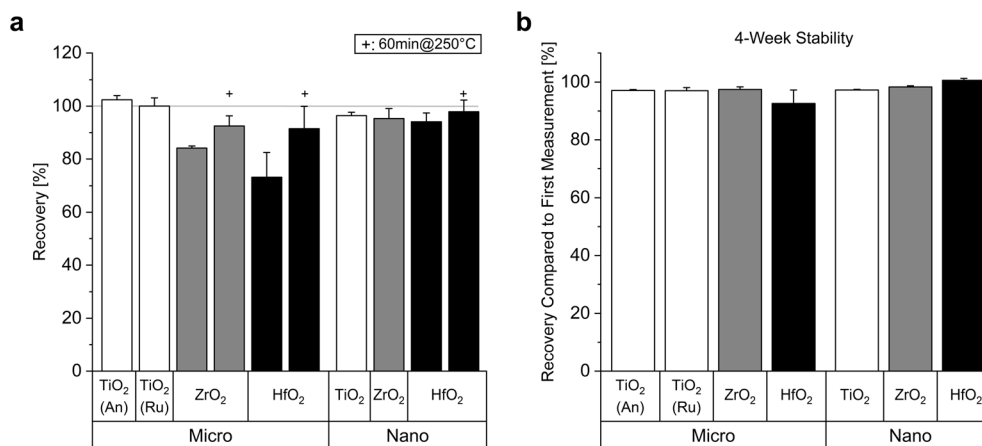 a
+: 60min@250°C
120
100
80
60
40
20
0
Recovery [%]
+
+
+
TiO₂
(An)
TiO₂
(Ru)
ZrO₂
HfO₂
TiO₂
ZrO₂
HfO₂
Micro
Nano
b
4-Week Stability
100
80
60
40
20
0
Recovery Compared to First Measurement [%]
TiO₂
(An)
TiO₂
(Ru)
ZrO₂
HfO₂
TiO₂
ZrO₂
HfO₂
Micro
Nano